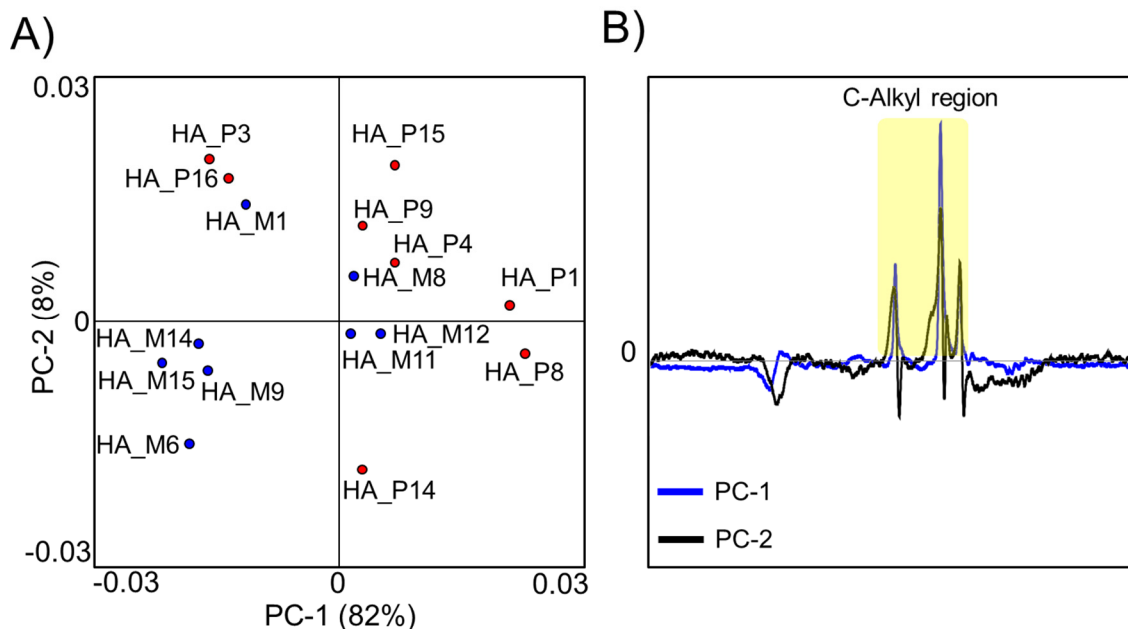 A)
B)
0.03
C-Alkyl region
HA_P3
HA_P15
HA_P16
HA_M1
HA_P9
HA_P4
HA_M8
HA_P1
PC-2 (8%)
0
0
HA_M14
HA_M12
HA_M15
HA_M11
HA_P8
HA_M9
HA_M6
HA_P14
PC-1
PC-2
-0.03
-0.03
0
0.03
PC-1 (82%)